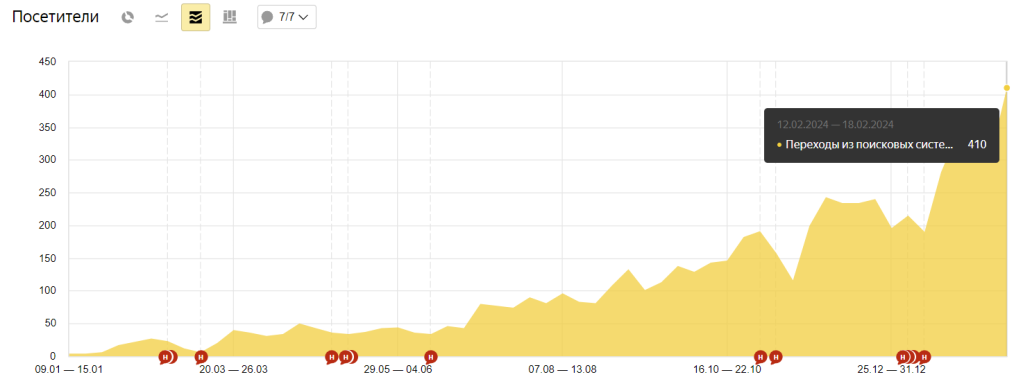 Посетители
7/7
450
400
350
300
250
200
150
100
50
0
12.02.2024 — 18.02.2024
Переходы из поисковых систе... 410
Н Н Н Н Н Н Н Н Н
09.01 — 15.01 20.03 — 26.03 29.05 — 04.06 07.08 — 13.08 16.10 — 22.10 25.12 — 31.12